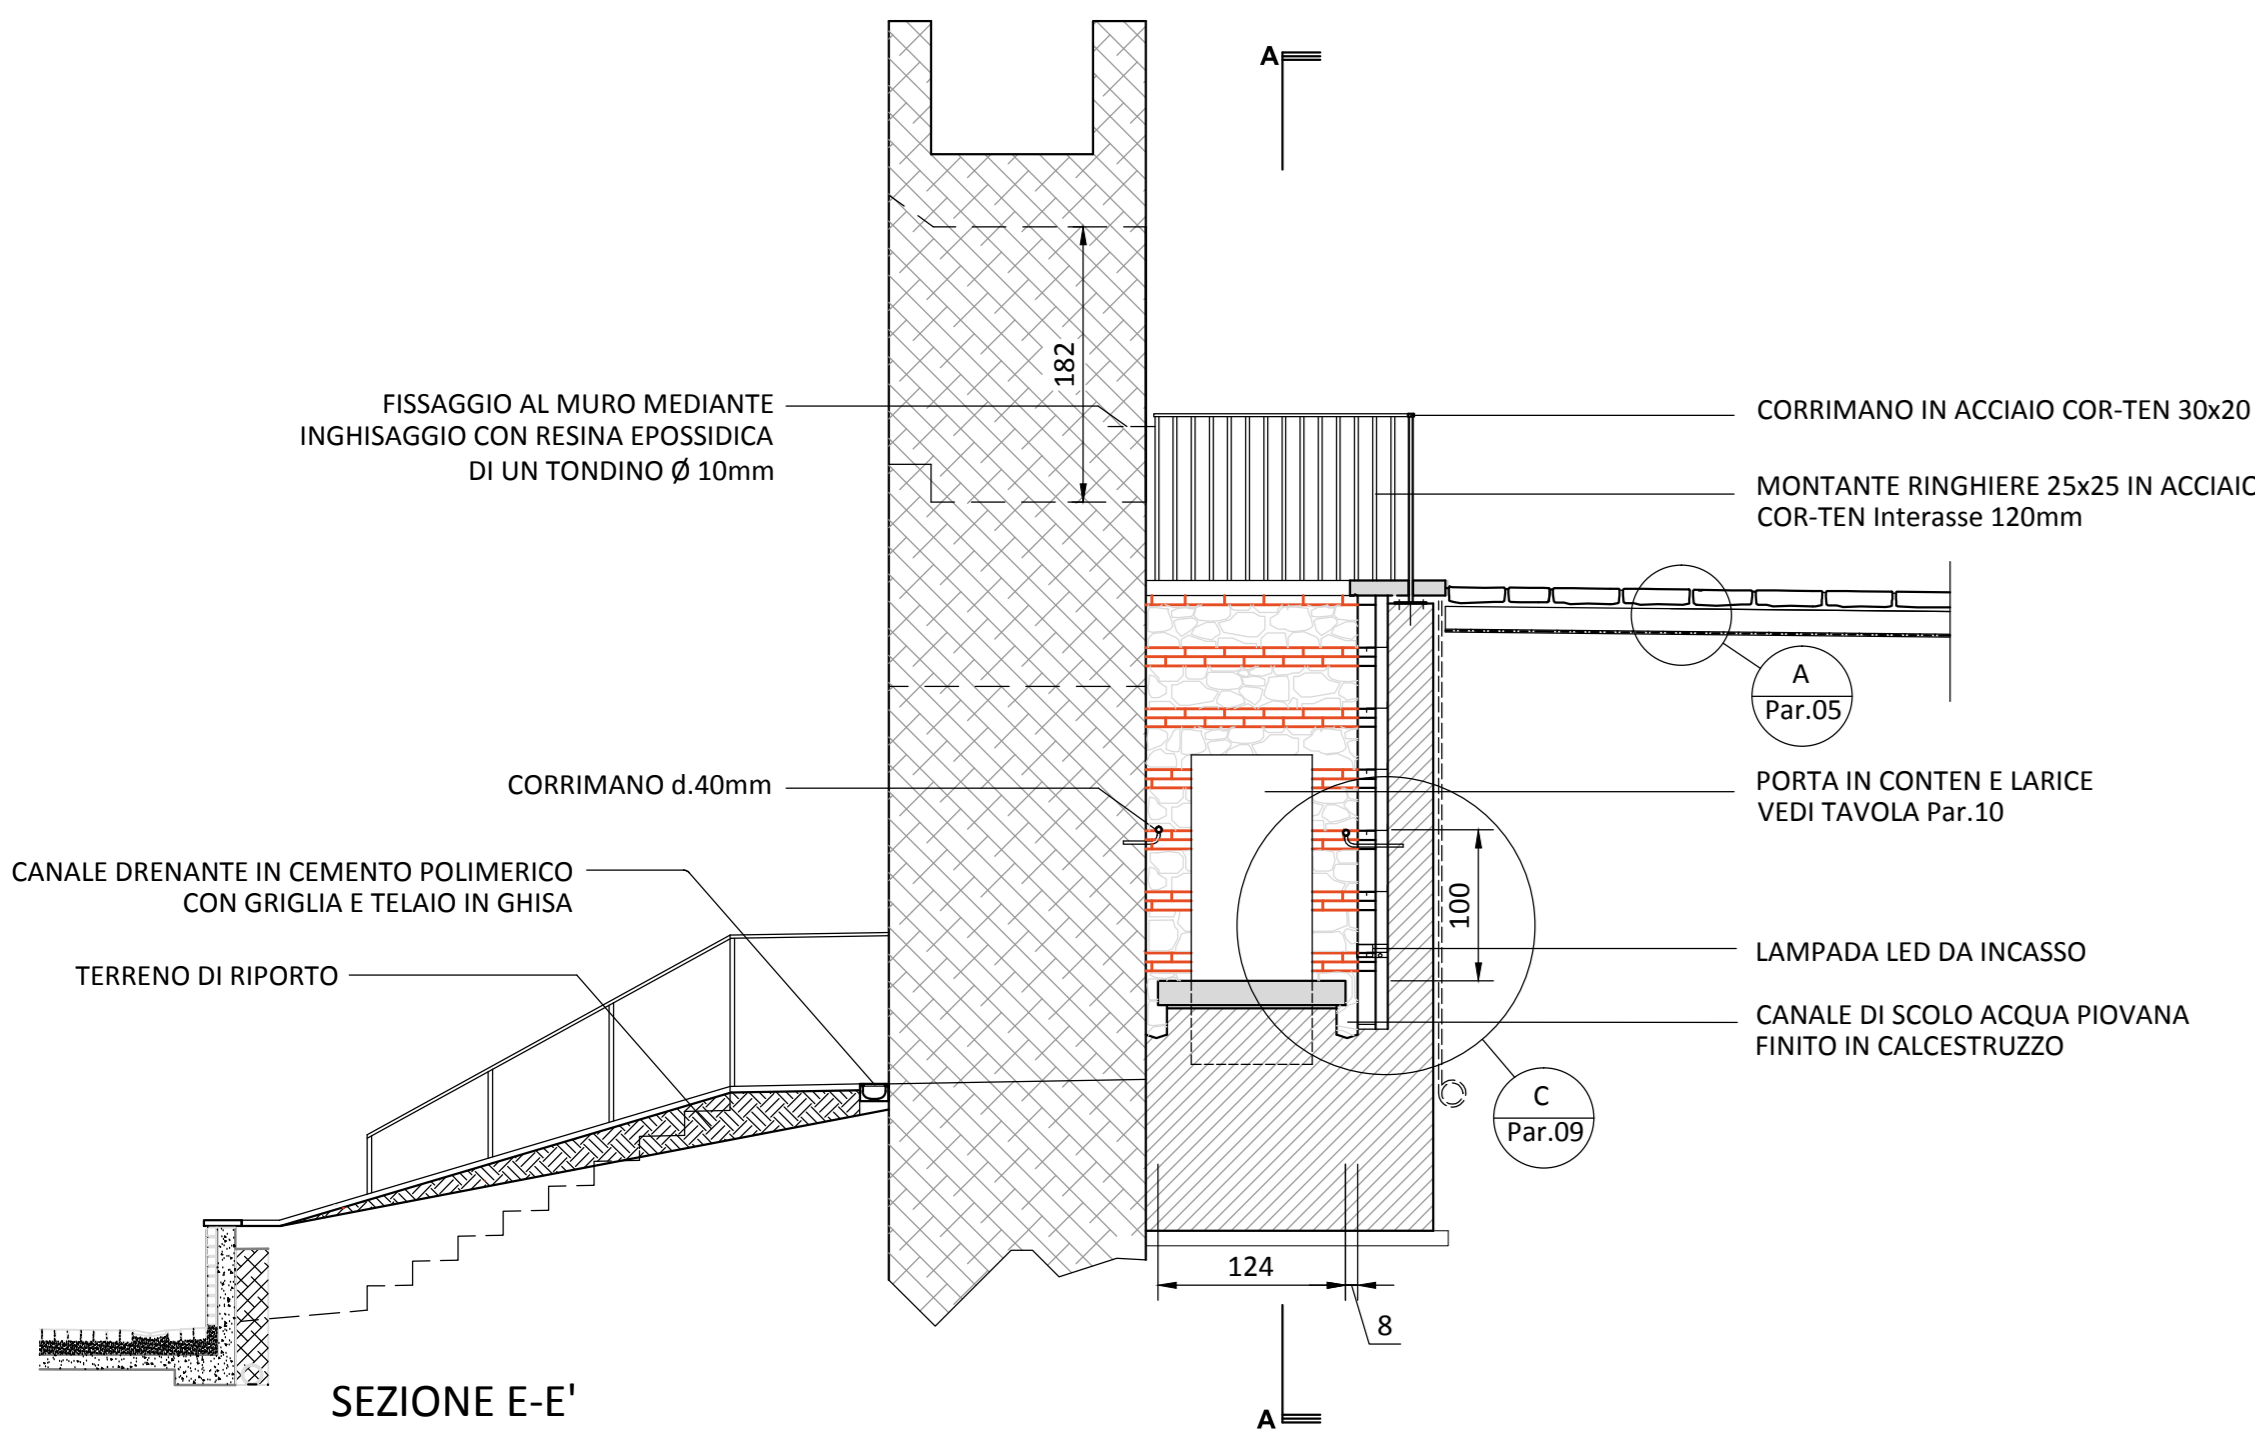 A
182
FISSAGGIO AL MURO MEDIANTE
INGHISAGGIO CON RESINA EPOSSIDICA
DI UN TONDINO Ø 10mm
CORRIMANO IN ACCIAIO COR-TEN 30x20
MONTANTE RINGHIERE 25x25 IN ACCIAIO
COR-TEN Interasse 120mm
A
Par.05
CORRIMANO d.40mm
PORTA IN CONTEN E LARICE
VEDI TAVOLA Par.10
CANALE DRENANTE IN CEMENTO POLIMERICO
CON GRIGLIA E TELAIO IN GHISA
100
TERRENO DI RIPORTO
LAMPADA LED DA INCASSO
CANALE DI SCOLO ACQUA PIOVANA
FINITO IN CALCESTRUZZO
C
Par.09
124
8
SEZIONE E-E'
A